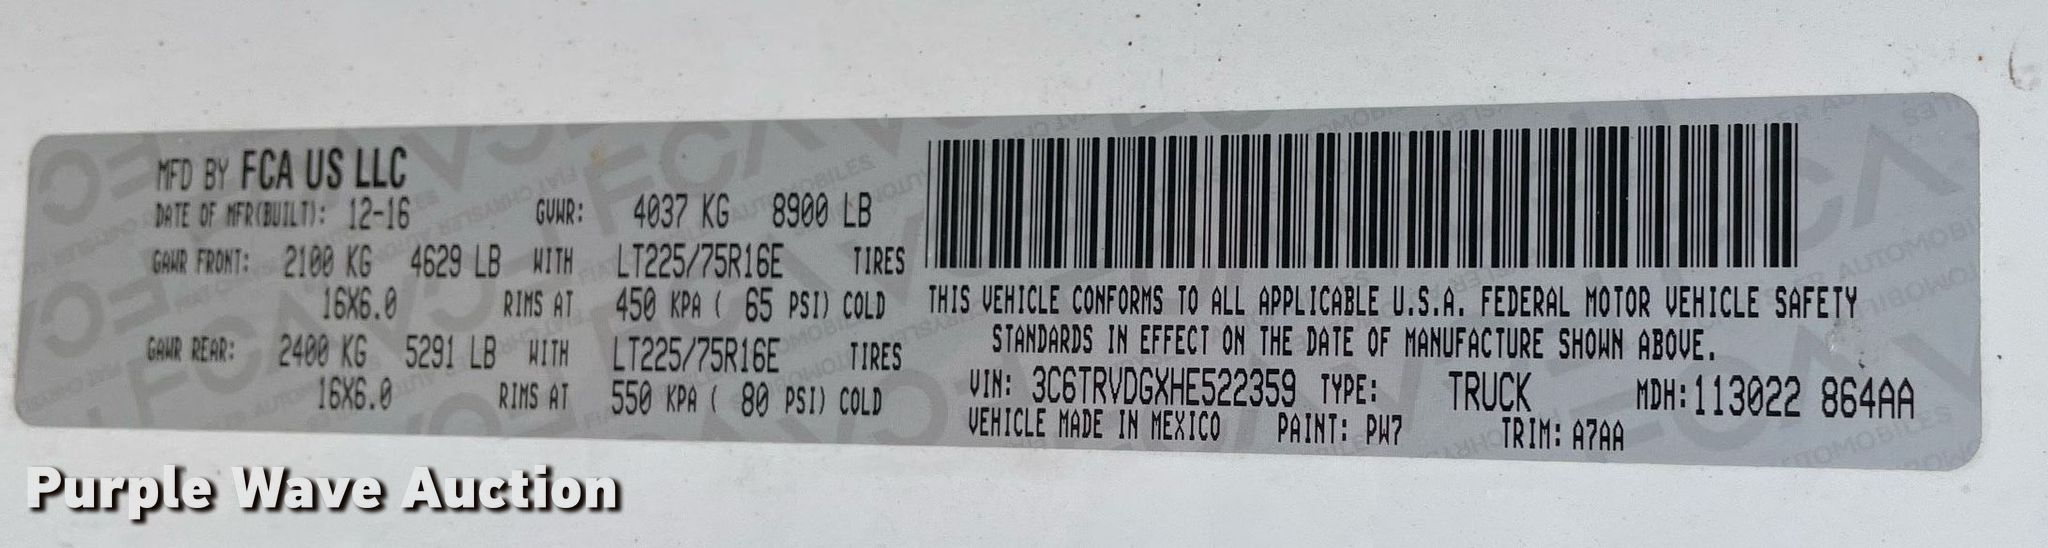 MFD BY FCA US LLC
DATE OF MFR(BUILT): 12-16 GVWR: 4037 KG 8900 LB
GAWR FRONT: 2100 KG 4629 LB WITH LT225/75R16E TIRES
16X6.0 RIMS AT 450 KPA ( 65 PSI) COLD
GAWR REAR: 2400 KG 5291 LB WITH LT225/75R16E TIRES
16X6.0 RIMS AT 550 KPA ( 80 PSI) COLD
THIS VEHICLE CONFORMS TO ALL APPLICABLE U.S.A. FEDERAL MOTOR VEHICLE SAFETY
STANDARDS IN EFFECT ON THE DATE OF MANUFACTURE SHOWN ABOVE.
VIN: 3C6TRVDGXHE522359 TYPE: TRUCK MDH: 113022 864AA
VEHICLE MADE IN MEXICO PAINT: PW7 TRIM: A7AA
Purple Wave Auction